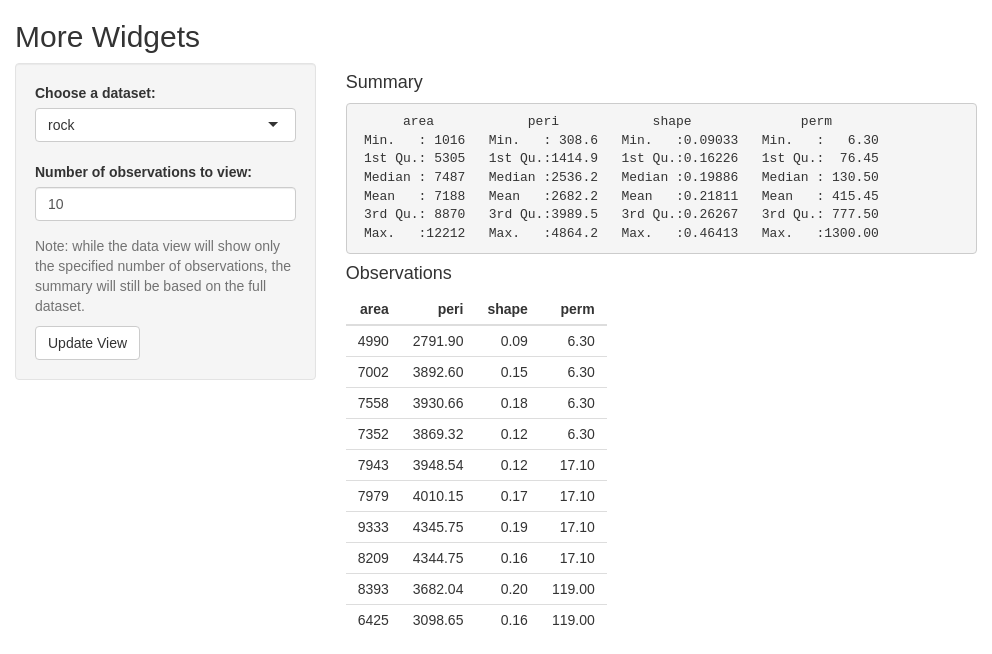 More Widgets
Choose a dataset:
rock
Number of observations to view:
10
Note: while the data view will show only
the specified number of observations, the
summary will still be based on the full
dataset.
Update View
Summary
area peri shape perm
Min. : 1016 Min. : 308.6 Min. :0.09033 Min. : 6.30
1st Qu.: 5305 1st Qu.:1414.9 1st Qu.:0.16226 1st Qu.: 76.45
Median : 7487 Median :2536.2 Median :0.19886 Median : 130.50
Mean : 7188 Mean :2682.2 Mean :0.21811 Mean : 415.45
3rd Qu.: 8870 3rd Qu.:3989.5 3rd Qu.:0.26267 3rd Qu.: 777.50
Max. :12212 Max. :4864.2 Max. :0.46413 Max. :1300.00
Observations
area peri shape perm
4990 2791.90 0.09 6.30
7002 3892.60 0.15 6.30
7558 3930.66 0.18 6.30
7352 3869.32 0.12 6.30
7943 3948.54 0.12 17.10
7979 4010.15 0.17 17.10
9333 4345.75 0.19 17.10
8209 4344.75 0.16 17.10
8393 3682.04 0.20 119.00
6425 3098.65 0.16 119.00